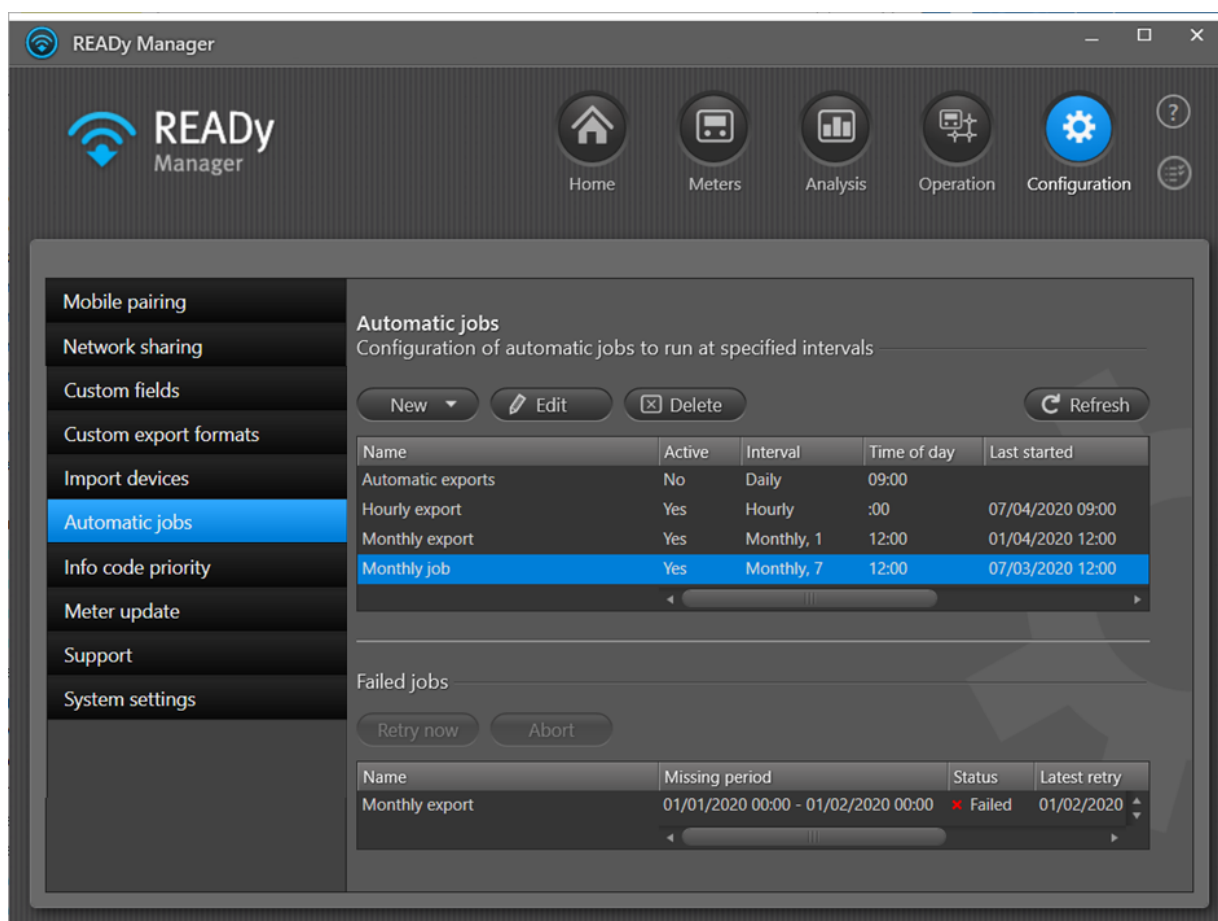 READy Manager
READy
Manager
Home Meters Analysis Operation Configuration
?
Mobile pairing
Network sharing
Custom fields
Custom export formats
Import devices
Automatic jobs
Info code priority
Meter update
Support
System settings
Automatic jobs
Configuration of automatic jobs to run at specified intervals
New Edit Delete Refresh
Name Active Interval Time of day Last started
Automatic exports No Daily 09:00
Hourly export Yes Hourly :00 07/04/2020 09:00
Monthly export Yes Monthly, 1 12:00 01/04/2020 12:00
Monthly job Yes Monthly, 7 12:00 07/03/2020 12:00
Failed jobs
Retry now Abort
Name Missing period Status Latest retry
Monthly export 01/01/2020 00:00 - 01/02/2020 00:00 Failed 01/02/2020